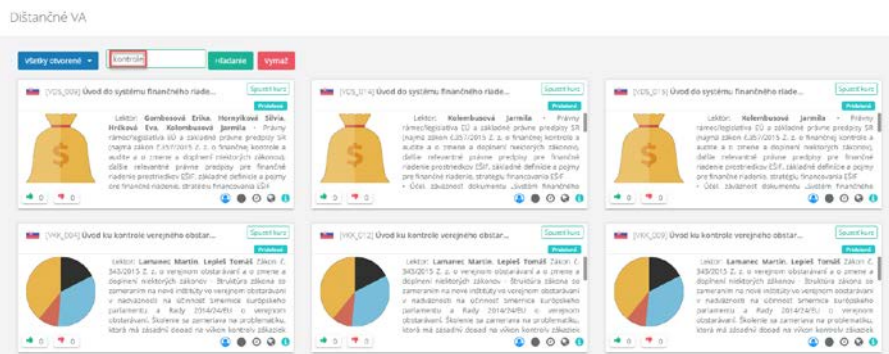 Dištančné VA
Všetky otvorené
kontrole
Hľadanie
Vymaž
[VDS_009] Úvod do systému finančného riade...
Spustiť kurz
Prebieha
Lektor: Gombosová Erika, Hornyiková Silvia,
Hrčková Eva, Kolombusová Jarmila - Právny
rámec/legislatíva EÚ a základné právne predpisy SR
(najmä zákon č.357/2015 Z. z. o finančnej kontrole a
audite a o zmene a doplnení niektorých zákonov),
ďalšie relevantné právne predpisy pre finančné
riadenie prostriedkov EŠIF, základné definície a pojmy
pre finančné riadenie, stratégiu financovania EŠIF
0
0
[VDS_014] Úvod do systému finančného riade...
Spustiť kurz
Lektor: Kolembusová Jarmila - Právny
rámec/legislatíva EÚ a základné právne predpisy SR
(najmä zákon č.357/2015 Z. z. o finančnej kontrole a
audite a o zmene a doplnení niektorých zákonov),
ďalšie relevantné právne predpisy pre finančné
riadenie prostriedkov EŠIF, základné definície a pojmy
pre finančné riadenie, stratégiu financovania EŠIF
- Účel záväznosť dokumentu „Systém finančného
0
0
[VDS_015] Úvod do systému finančného riade...
Spustiť kurz
Lektor: Kolembusová Jarmila - Právny
rámec/legislatíva EÚ a základné právne predpisy SR
(najmä zákon č.357/2015 Z. z. o finančnej kontrole a
audite a o zmene a doplnení niektorých zákonov),
ďalšie relevantné právne predpisy pre finančné
riadenie prostriedkov EŠIF, základné definície a pojmy
pre finančné riadenie, stratégiu financovania EŠIF
- Účel záväznosť dokumentu „Systém finančného
0
0
[VKK_004] Úvod ku kontrole verejného obstar...
Spustiť kurz
Lektor: Lamanec Martin, Lepieš Tomáš Zákon č.
343/2015 Z. z. o verejnom obstarávaní a o zmene a
doplnení niektorých zákonov - Štruktúra zákona so
zameraním na nové inštitúty vo verejnom obstarávaní
v nadväznosti na účinnosť smernice európskeho
parlamentu a Rady 2014/24/EÚ o verejnom
obstarávaní. Školenie sa zameriava na problematiku,
ktorá má zásadný dopad na výkon kontroly zákaziek
0
0
[VKK_012] Úvod ku kontrole verejného obstar...
Spustiť kurz
Lektor: Lamanec Martin, Lepieš Tomáš Zákon č.
343/2015 Z. z. o verejnom obstarávaní a o zmene a
doplnení niektorých zákonov - Štruktúra zákona so
zameraním na nové inštitúty vo verejnom obstarávaní
v nadväznosti na účinnosť smernice európskeho
parlamentu a Rady 2014/24/EÚ o verejnom
obstarávaní. Školenie sa zameriava na problematiku,
ktorá má zásadný dopad na výkon kontroly zákaziek
0
0
[VKK_009] Úvod ku kontrole verejného obstar...
Spustiť kurz
Lektor: Lamanec Martin, Lepieš Tomáš Zákon č.
343/2015 Z. z. o verejnom obstarávaní a o zmene a
doplnení niektorých zákonov - Štruktúra zákona so
zameraním na nové inštitúty vo verejnom obstarávaní
v nadväznosti na účinnosť smernice európskeho
parlamentu a Rady 2014/24/EÚ o verejnom
obstarávaní. Školenie sa zameriava na problematiku,
ktorá má zásadný dopad na výkon kontroly zákaziek
0
0